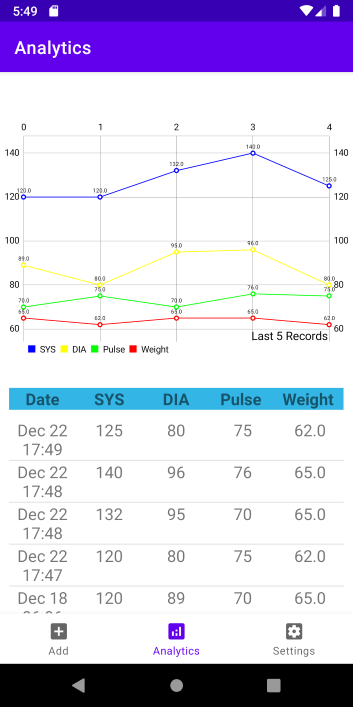 5:49
Analytics
0 1 2 3 4
140 140
120 120
100 100
80 80
60 60
120.0 120.0 132.0 140.0 125.0
89.0 80.0 95.0 96.0 80.0
70.0 75.0 70.0 76.0 75.0
65.0 62.0 65.0 65.0 62.0
Last 5 Records
SYS DIA Pulse Weight
Date SYS DIA Pulse Weight
Dec 22 125 80 75 62.0
17:49
Dec 22 140 96 76 65.0
17:48
Dec 22 132 95 70 65.0
17:48
Dec 22 120 80 75 62.0
17:47
Dec 18 120 89 70 65.0
Add Analytics Settings